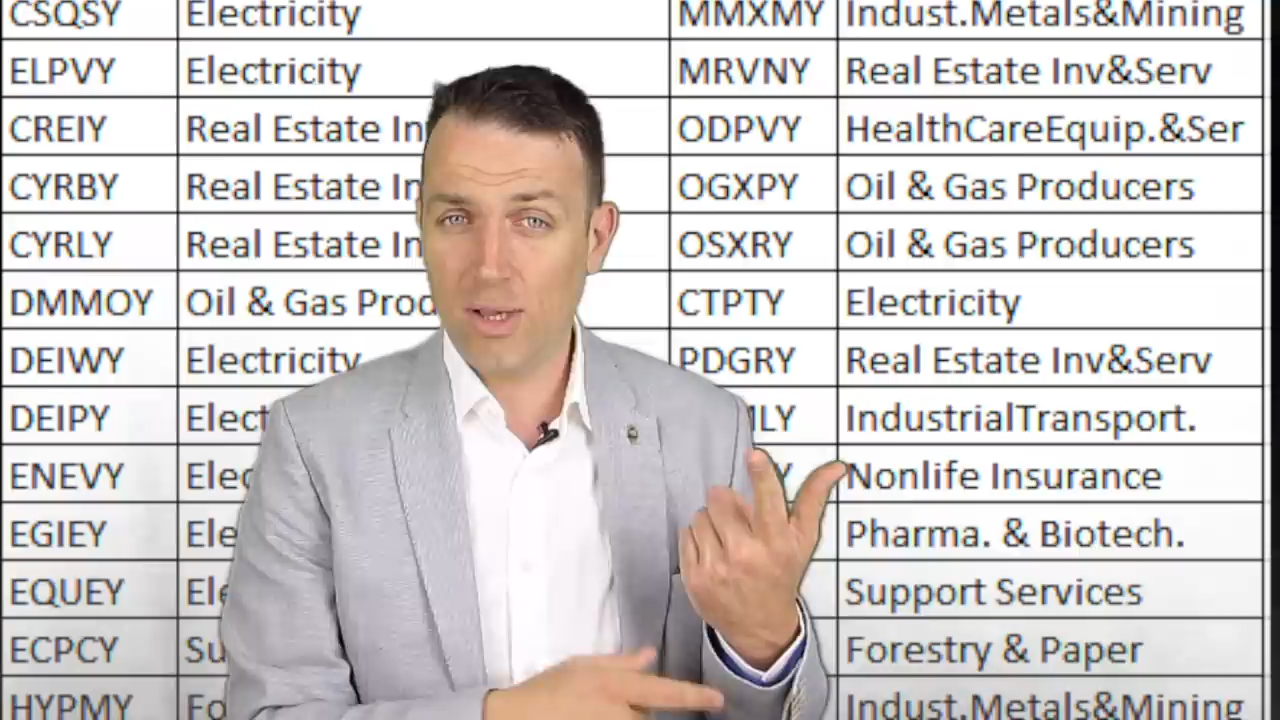 CSQSY Electricity MMXMY Indust.Metals&Mining
ELPVY Electricity MRVNY Real Estate Inv&Serv
CREIY Real Estate In ODPVY HealthCareEquip.&Ser
CYRBY Real Estate In OGXPY Oil & Gas Producers
CYRLY Real Estate In OSXRY Oil & Gas Producers
DMMOY Oil & Gas Prod CTPTY Electricity
DEIWY Electricity PDGRY Real Estate Inv&Serv
DEIPY Elect LY IndustrialTransport.
ENEVY Elec Y Nonlife Insurance
EGIEY Ele Pharma. & Biotech.
EQUEY Ele Support Services
ECPCY Su Forestry & Paper
HYPMY Fo Indust.Metals&Mining